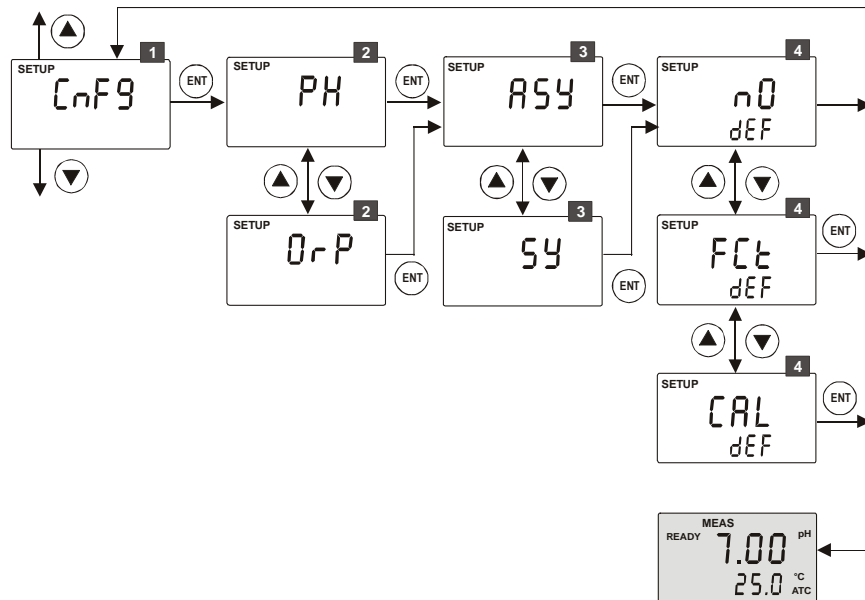 1
SETUP
CnF9
ENT
2
SETUP
PH
ENT
3
SETUP
ASY
ENT
4
SETUP
nO
dEF
2
SETUP
OrP
ENT
3
SETUP
SY
ENT
4
SETUP
FCt
dEF
ENT
4
SETUP
CAL
dEF
ENT
MEAS
READY 7.00 pH
25.0 °C
ATC